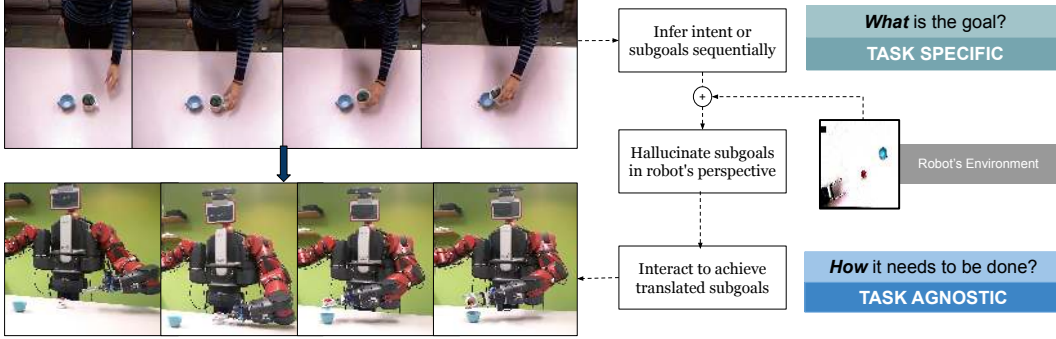 Infer intent or
subgoals sequentially
What is the goal?
TASK SPECIFIC
+
Hallucinate subgoals
in robot's perspective
Robot's Environment
Interact to achieve
translated subgoals
How it needs to be done?
TASK AGNOSTIC